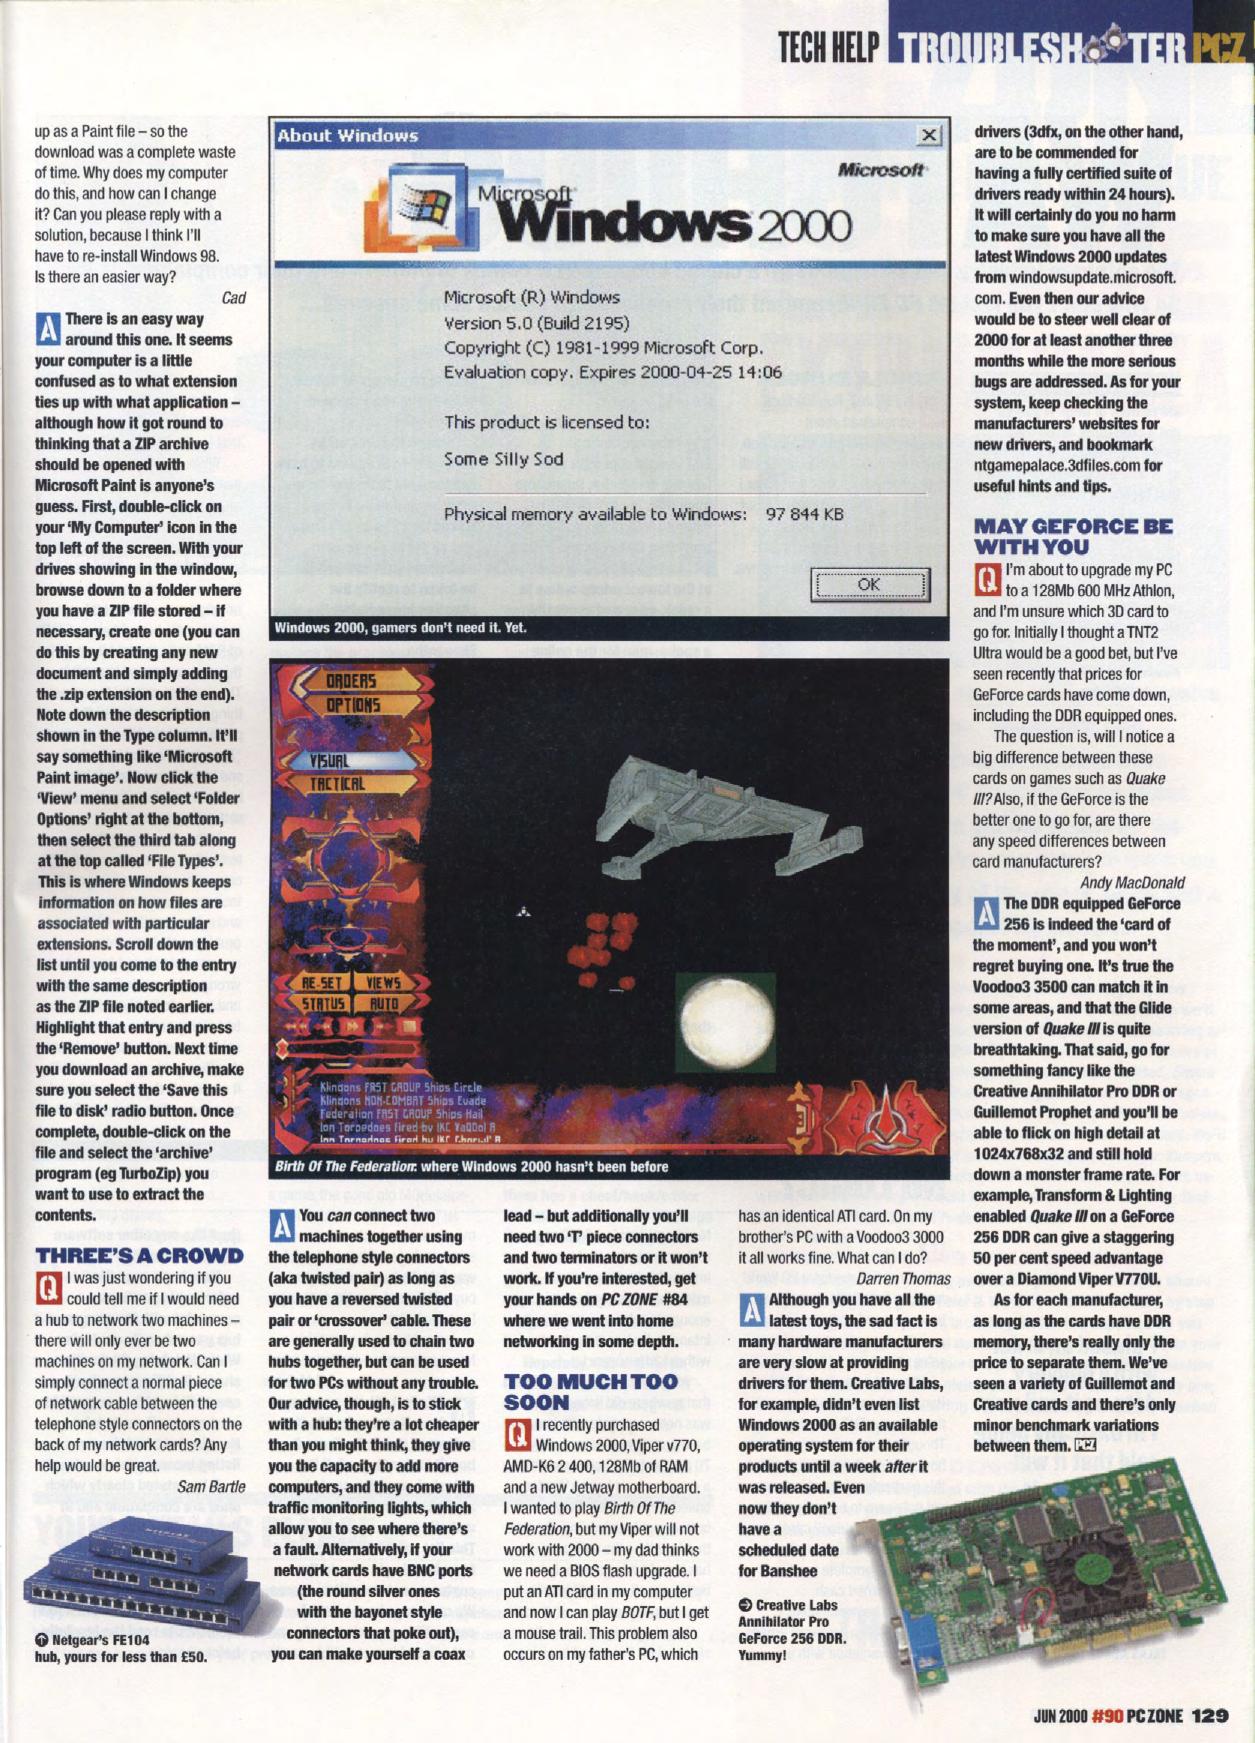 TECH HELP TROUBLESHOOTER PCZ
up as a Paint file – so the
download was a complete waste
of time. Why does my computer
do this, and how can I change
it? Can you please reply with a
solution, because I think I'll
have to re-install Windows 98.
Is there an easier way?
Cad
A There is an easy way
around this one. It seems
your computer is a little
confused as to what extension
ties up with what application –
although how it got round to
thinking that a ZIP archive
should be opened with
Microsoft Paint is anyone's
guess. First, double-click on
your 'My Computer' icon in the
top left of the screen. With your
drives showing in the window,
browse down to a folder where
you have a ZIP file stored – if
necessary, create one (you can
do this by creating any new
document and simply adding
the .zip extension on the end).
Note down the description
shown in the Type column. It'll
say something like 'Microsoft
Paint image'. Now click the
'View' menu and select 'Folder
Options' right at the bottom,
then select the third tab along
at the top called 'File Types'.
This is where Windows keeps
information on how files are
associated with particular
extensions. Scroll down the
list until you come to the entry
with the same description
as the ZIP file noted earlier.
Highlight that entry and press
the 'Remove' button. Next time
you download an archive, make
sure you select the 'Save this
file to disk' radio button. Once
complete, double-click on the
file and select the 'archive'
program (eg TurboZip) you
want to use to extract the
contents.
THREE'S A CROWD
Q I was just wondering if you
could tell me if I would need
a hub to network two machines –
there will only ever be two
machines on my network. Can I
simply connect a normal piece
of network cable between the
telephone style connectors on the
back of my network cards? Any
help would be great.
Sam Bartle
Netgear's FE104
hub, yours for less than £50.
About Windows
Microsoft
Microsoft
Windows 2000
Microsoft (R) Windows
Version 5.0 (Build 2195)
Copyright (C) 1981-1999 Microsoft Corp.
Evaluation copy. Expires 2000-04-25 14:06
This product is licensed to:
Some Silly Sod
Physical memory available to Windows: 97 844 KB
OK
Windows 2000, gamers don't need it. Yet.
ORDERS
OPTIONS
VISUAL
TACTICAL
RE-SET VIEWS
STATUS AUTO
Klingons FAST GROUP Ships Circle
Klingons NON-COMBAT Ships Evade
Federation FAST GROUP Ships Hail
Ion Torpedoes fired by IKC VaQDol A
Ion Torpedoes fired by IKC
Birth Of The Federation: where Windows 2000 hasn't been before
A You can connect two
machines together using
the telephone style connectors
(aka twisted pair) as long as
you have a reversed twisted
pair or 'crossover' cable. These
are generally used to chain two
hubs together, but can be used
for two PCs without any trouble.
Our advice, though, is to stick
with a hub: they're a lot cheaper
than you might think, they give
you the capacity to add more
computers, and they come with
traffic monitoring lights, which
allow you to see where there's
a fault. Alternatively, if your
network cards have BNC ports
(the round silver ones
with the bayonet style
connectors that poke out),
you can make yourself a coax
lead – but additionally you'll
need two 'T' piece connectors
and two terminators or it won't
work. If you're interested, get
your hands on PC ZONE #84
where we went into home
networking in some depth.
TOO MUCH TOO
SOON
Q I recently purchased
Windows 2000, Viper v770,
AMD-K6 2 400, 128Mb of RAM
and a new Jetway motherboard.
I wanted to play Birth Of The
Federation, but my Viper will not
work with 2000 – my dad thinks
we need a BIOS flash upgrade. I
put an ATI card in my computer
and now I can play BOTF, but I get
a mouse trail. This problem also
occurs on my father's PC, which
has an identical ATI card. On my
brother's PC with a Voodoo3 3000
it all works fine. What can I do?
Darren Thomas
A Although you have all the
latest toys, the sad fact is
many hardware manufacturers
are very slow at providing
drivers for them. Creative Labs,
for example, didn't even list
Windows 2000 as an available
operating system for their
products until a week after it
was released. Even
now they don't
have a
scheduled date
for Banshee
Creative Labs
Annihilator Pro
GeForce 256 DDR.
Yummy!
drivers (3dfx, on the other hand,
are to be commended for
having a fully certified suite of
drivers ready within 24 hours).
It will certainly do you no harm
to make sure you have all the
latest Windows 2000 updates
from windowsupdate.microsoft.
com. Even then our advice
would be to steer well clear of
2000 for at least another three
months while the more serious
bugs are addressed. As for your
system, keep checking the
manufacturers' websites for
new drivers, and bookmark
ntgamepalace.3dfiles.com for
useful hints and tips.
MAY GEFORCE BE
WITH YOU
Q I'm about to upgrade my PC
to a 128Mb 600 MHz Athlon,
and I'm unsure which 3D card to
go for. Initially I thought a TNT2
Ultra would be a good bet, but I've
seen recently that prices for
GeForce cards have come down,
including the DDR equipped ones.
The question is, will I notice a
big difference between these
cards on games such as Quake
III? Also, if the GeForce is the
better one to go for, are there
any speed differences between
card manufacturers?
Andy MacDonald
A The DDR equipped GeForce
256 is indeed the 'card of
the moment', and you won't
regret buying one. It's true the
Voodoo3 3500 can match it in
some areas, and that the Glide
version of Quake III is quite
breathtaking. That said, go for
something fancy like the
Creative Annihilator Pro DDR or
Guillemot Prophet and you'll be
able to flick on high detail at
1024x768x32 and still hold
down a monster frame rate. For
example, Transform & Lighting
enabled Quake III on a GeForce
256 DDR can give a staggering
50 per cent speed advantage
over a Diamond Viper V770U.
As for each manufacturer,
as long as the cards have DDR
memory, there's really only the
price to separate them. We've
seen a variety of Guillemot and
Creative cards and there's only
minor benchmark variations
between them. PCZ
JUN 2000 #90 PC ZONE 129